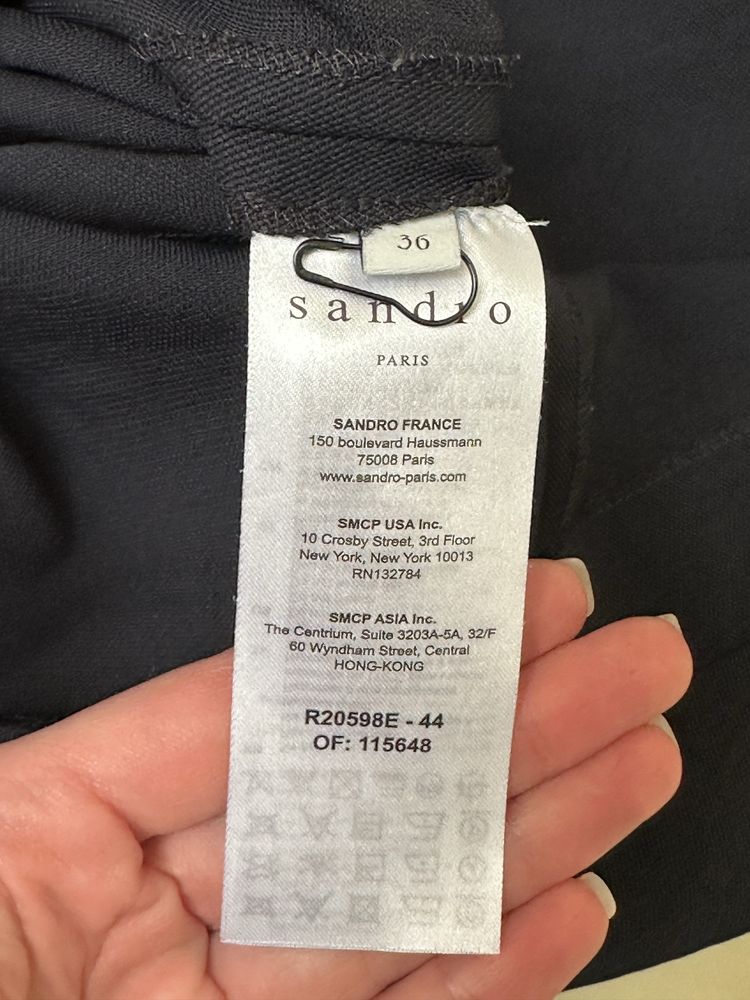 36
sandro
PARIS
SANDRO FRANCE
150 boulevard Haussmann
75008 Paris
www.sandro-paris.com
SMCP USA Inc.
10 Crosby Street, 3rd Floor
New York, New York 10013
RN132784
SMCP ASIA Inc.
The Centrium, Suite 3203A-5A, 32/F
60 Wyndham Street, Central
HONG-KONG
R20598E - 44
OF: 115648